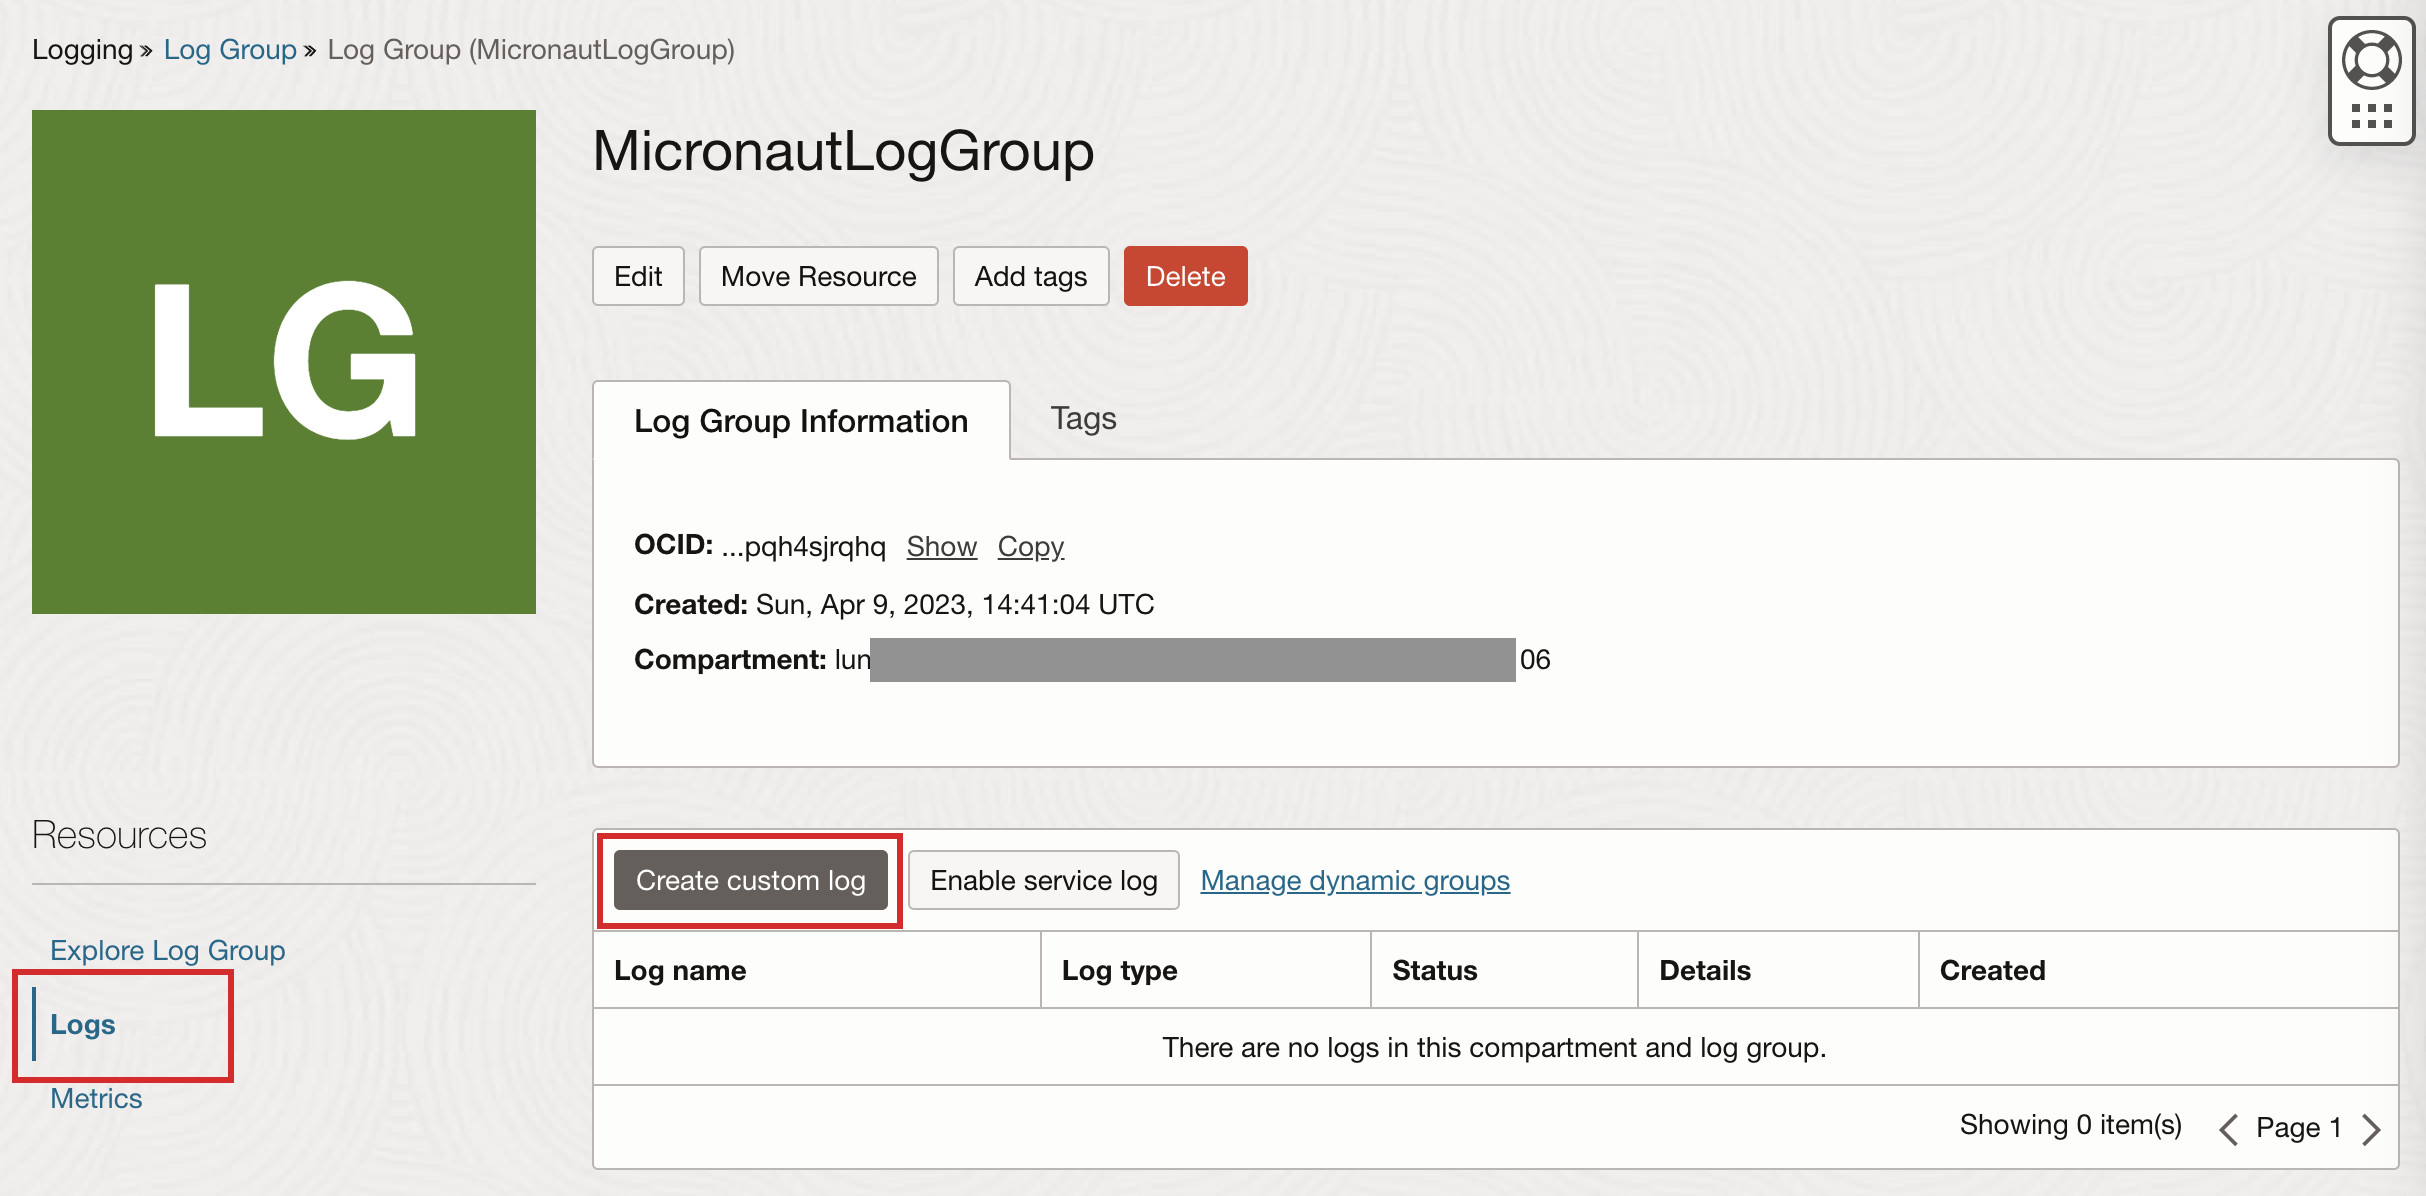 Logging » Log Group » Log Group (MicronautLogGroup)
LG
MicronautLogGroup
Edit Move Resource Add tags Delete
Log Group Information Tags
OCID: ...pqh4sjrqhq Show Copy
Created: Sun, Apr 9, 2023, 14:41:04 UTC
Compartment: lun 06
Resources
Explore Log Group
Logs
Metrics
Create custom log Enable service log Manage dynamic groups
Log name Log type Status Details Created
There are no logs in this compartment and log group.
Showing 0 item(s) Page 1